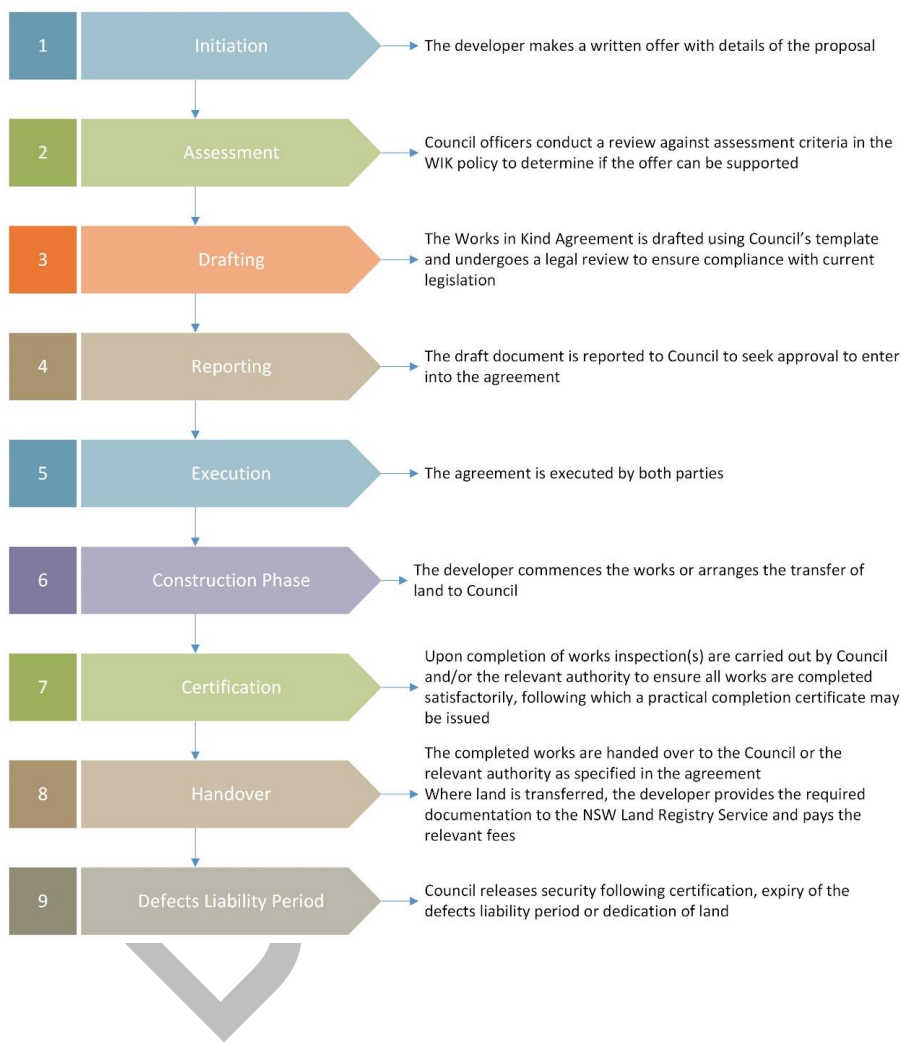 1
Initiation
The developer makes a written offer with details of the proposal
2
Assessment
Council officers conduct a review against assessment criteria in the
WIK policy to determine if the offer can be supported
3
Drafting
The Works in Kind Agreement is drafted using Council’s template
and undergoes a legal review to ensure compliance with current
legislation
4
Reporting
The draft document is reported to Council to seek approval to enter
into the agreement
5
Execution
The agreement is executed by both parties
6
Construction Phase
The developer commences the works or arranges the transfer of
land to Council
7
Certification
Upon completion of works inspection(s) are carried out by Council
and/or the relevant authority to ensure all works are completed
satisfactorily, following which a practical completion certificate may
be issued
8
Handover
The completed works are handed over to the Council or the
relevant authority as specified in the agreement
Where land is transferred, the developer provides the required
documentation to the NSW Land Registry Service and pays the
relevant fees
9
Defects Liability Period
Council releases security following certification, expiry of the
defects liability period or dedication of land